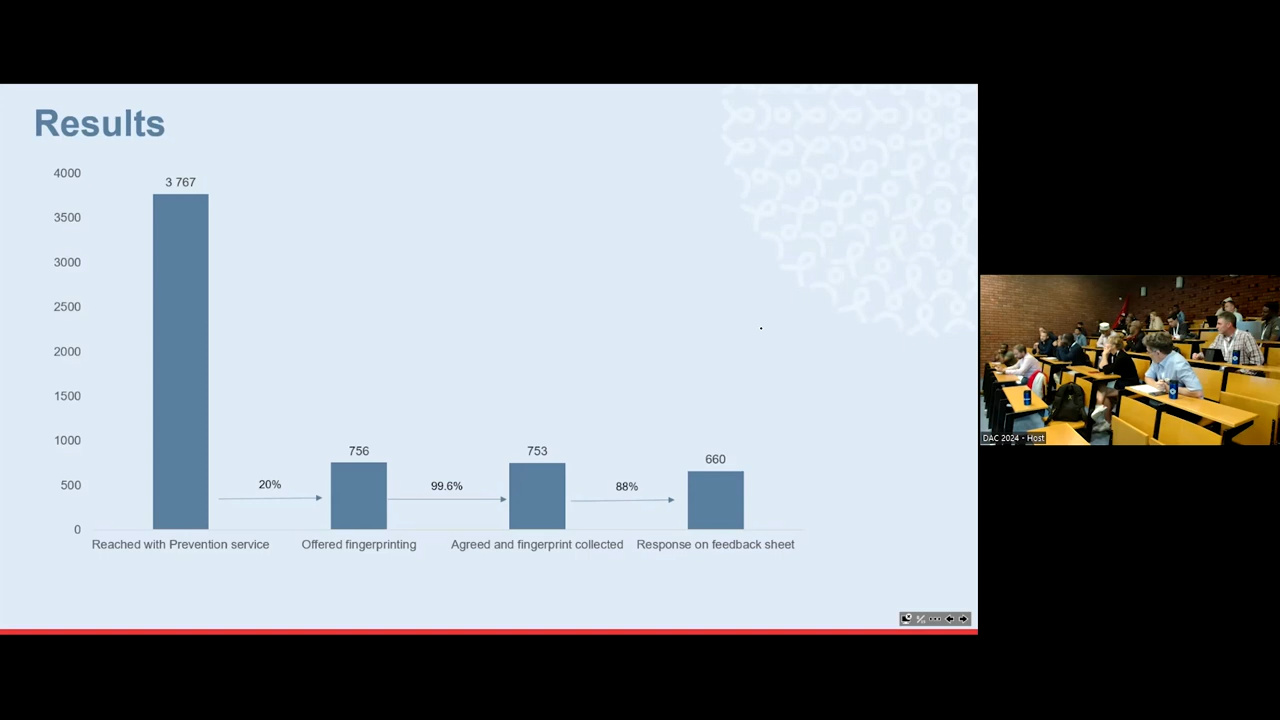 Results
4000
3500
3000
2500
2000
1500
1000
500
0
3 767
756
753
660
20%
99.6%
88%
Reached with Prevention service
Offered fingerprinting
Agreed and fingerprint collected
Response on feedback sheet
DAC 2024 - Host